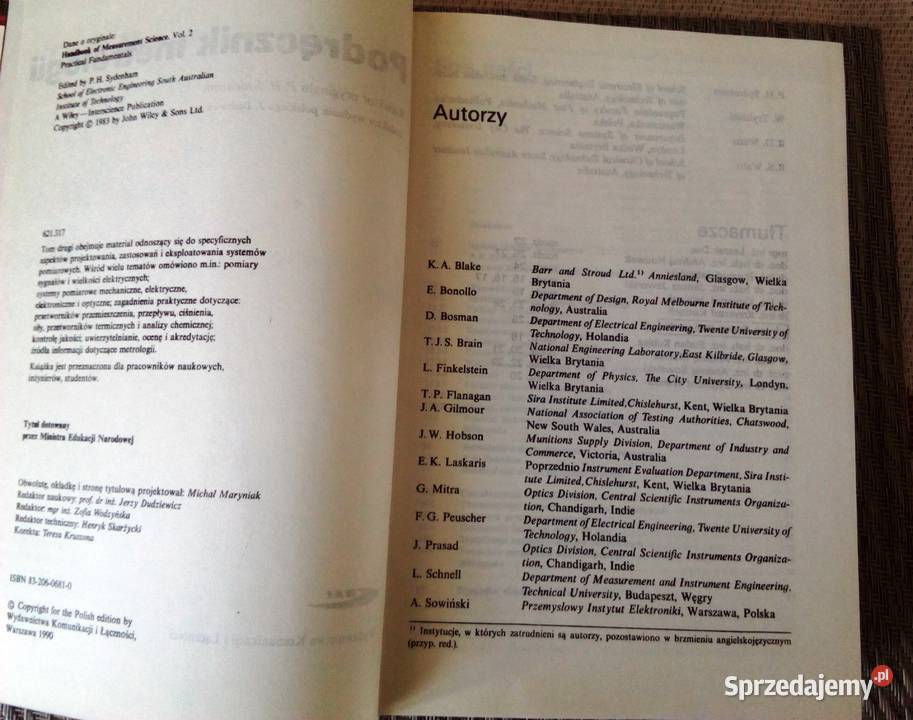 Dane o oryginale:
Handbook of Measurement Science. Vol. 2
Practical Fundamentals
Edited by P.H. Sydenham
School of Electronic Engineering South Australian
Institute of Technology
A Wiley—Interscience Publication
Copyright © 1983 by John Wiley & Sons Ltd.
621.317
Tom drugi obejmuje materiał odnoszący się do specyficznych
aspektów projektowania, zastosowań i eksploatowania systemów
pomiarowych. Wśród wielu tematów omówiono m.in.: pomiary
sygnałów i wielkości elektrycznych;
systemy pomiarowe mechaniczne, elektryczne,
elektroniczne i optyczne; zagadnienia praktyczne dotyczące:
przetworników przemieszczenia, przepływu, ciśnienia,
siły, przetworników termicznych i analizy chemicznej;
kontrolę jakości; uwierzytelnianie, ocenę i akredytację;
źródła informacji dotyczące metrologii.
Książka jest przeznaczona dla pracowników naukowych,
inżynierów, studentów.
Tytuł dotowany
przez Ministra Edukacji Narodowej
Obwolutę, okładkę i stronę tytułową projektował: Michał Maryniak
Redaktor naukowy: prof. dr inż. Jerzy Dudziewicz
Redaktor: mgr inż. Zofia Wodzyńska
Redaktor techniczny: Henryk Skarżycki
Korekta: Teresa Kruszona
ISBN 83-206-0681-0
© Copyright for the Polish edition by
Wydawnictwa Komunikacji i Łączności,
Warszawa 1990
Autorzy
K. A. Blake Barr and Stroud Ltd.¹⁾ Anniesland, Glasgow, Wielka
Brytania
E. Bonollo Department of Design, Royal Melbourne Institute of Tech-
nology, Australia
D. Bosman Department of Electrical Engineering, Twente University of
Technology, Holandia
T.J.S. Brain National Engineering Laboratory, East Kilbride, Glasgow,
Wielka Brytania
L. Finkelstein Department of Physics, The City University, Londyn,
Wielka Brytania
T. P. Flanagan Sira Institute Limited, Chislehurst, Kent, Wielka Brytania
J.A. Gilmour National Association of Testing Authorities, Chatswood,
New South Wales, Australia
J.W. Hobson Munitions Supply Division, Department of Industry and
Commerce, Victoria, Australia
E.K. Laskaris Poprzednio Instrument Evaluation Department, Sira Insti-
tute Limited, Chislehurst, Kent, Wielka Brytania
G. Mitra Optics Division, Central Scientific Instruments Organiza-
tion, Chandigarh, Indie
F. G. Peuscher Department of Electrical Engineering, Twente University of
Technology, Holandia
J. Prasad Optics Division, Central Scientific Instruments Organiza-
tion, Chandigarh, Indie
L. Schnell Department of Measurement and Instrument Engineering,
Technical University, Budapeszt, Węgry
A. Sowiński Przemyslowy Instytut Elektroniki, Warszawa, Polska
¹⁾ Instytucje, w których zatrudnieni są autorzy, pozostawiono w brzmieniu angielskojęzycznym
(przyp. red.).
Sprzedajemy.pl